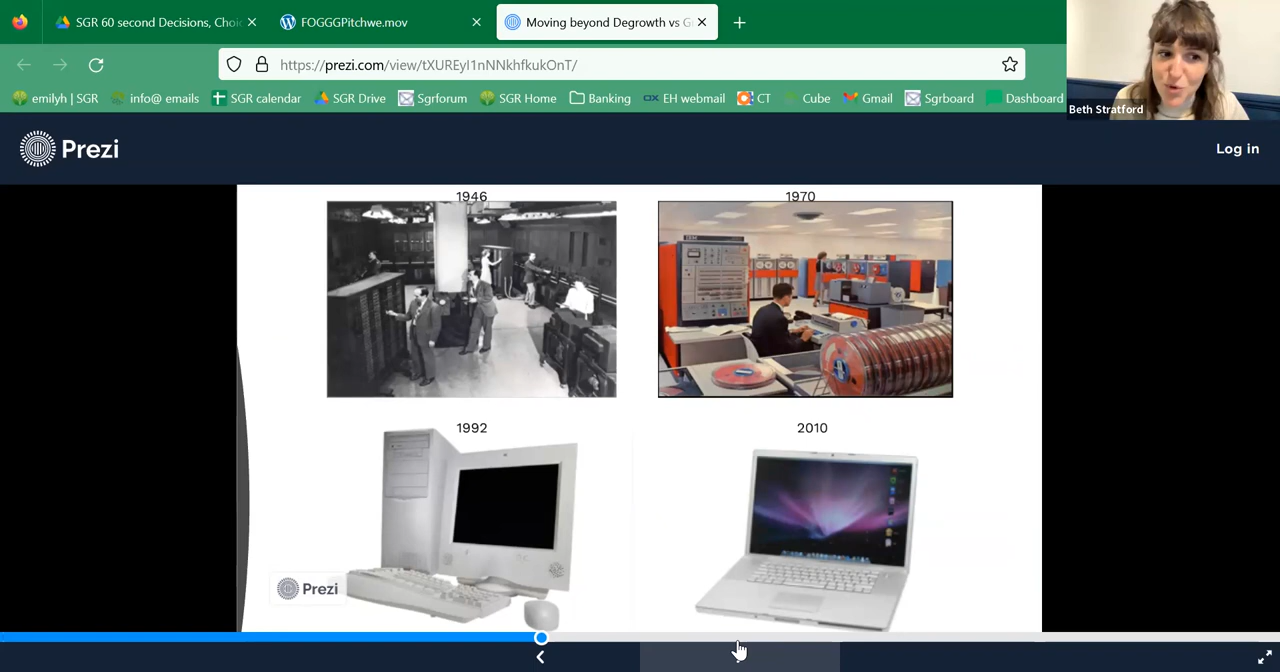 SGR 60 second Decisions, Choi
FOGGGPitchwe.mov
Moving beyond Degrowth vs G
https://prezi.com/view/tXUREyI1nNNkhfkukOnT/
emilyh | SGR
info@ emails
SGR calendar
SGR Drive
Sgrforum
SGR Home
Banking
EH webmail
CT
Cube
Gmail
Sgrboard
Dashboard
Beth Stratford
Prezi
Log in
1946
1970
1992
2010
Prezi